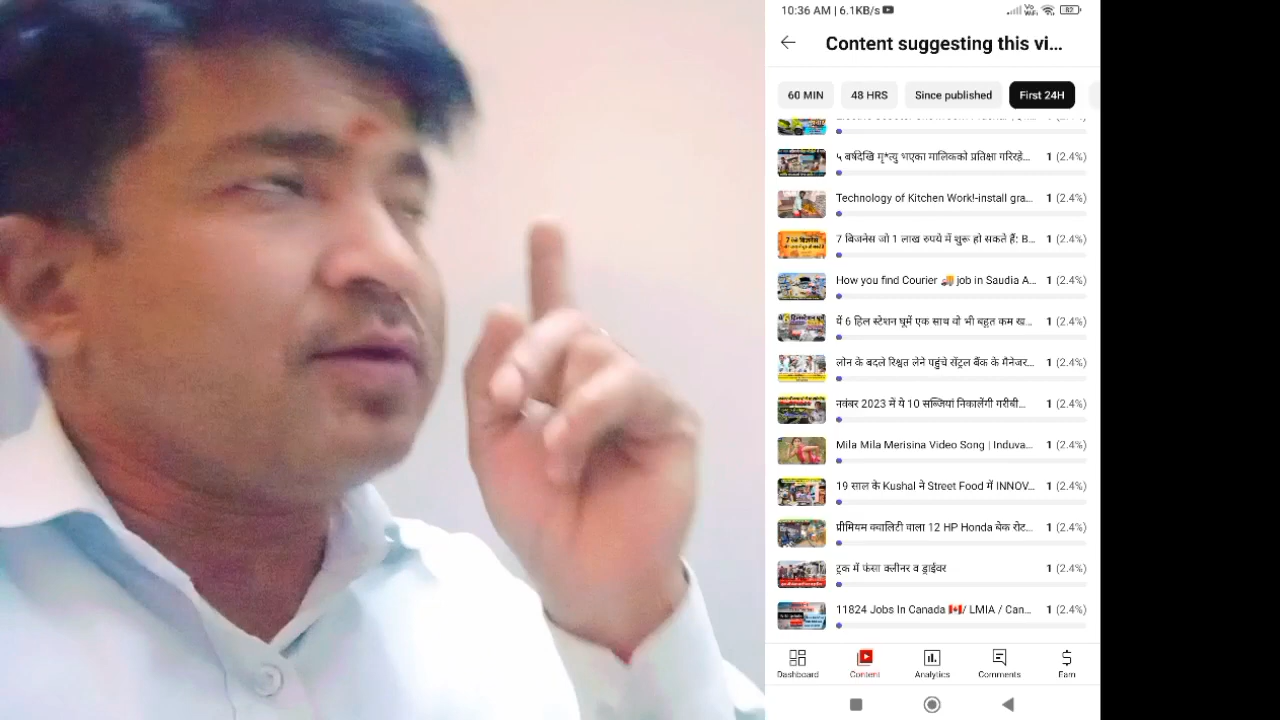 10:36 AM | 6.1KB/s
Vo WiFi 82
Content suggesting this vi...
60 MIN 48 HRS Since published First 24H
५ बर्षदेखि मृ*त्यु भएका मालिकको प्रतिक्षा गरिरहे... 1 (2.4%)
Technology of Kitchen Work!-install gra... 1 (2.4%)
7 बिजनेस जो 1 लाख रुपये में शुरू हो सकते हैं: B... 1 (2.4%)
How you find Courier 🚚 job in Saudia A... 1 (2.4%)
ये 6 हिल स्टेशन घूमें एक साथ वो भी बहुत कम ख... 1 (2.4%)
लोन के बदले रिश्वत लेने पहुंचे सेंट्रल बैंक के मैनेजर... 1 (2.4%)
नवंबर 2023 में ये 10 सब्जियां निकालेंगी गरीबी... 1 (2.4%)
Mila Mila Merisina Video Song | Induva... 1 (2.4%)
19 साल के Kushal ने Street Food में INNOV... 1 (2.4%)
प्रीमियम क्वालिटी वाला 12 HP Honda बेक रोट... 1 (2.4%)
ट्रक में फंसा क्लीनर व ड्राईवर 1 (2.4%)
11824 Jobs In Canada 🇨🇦/ LMIA / Can... 1 (2.4%)
Dashboard Content Analytics Comments Earn